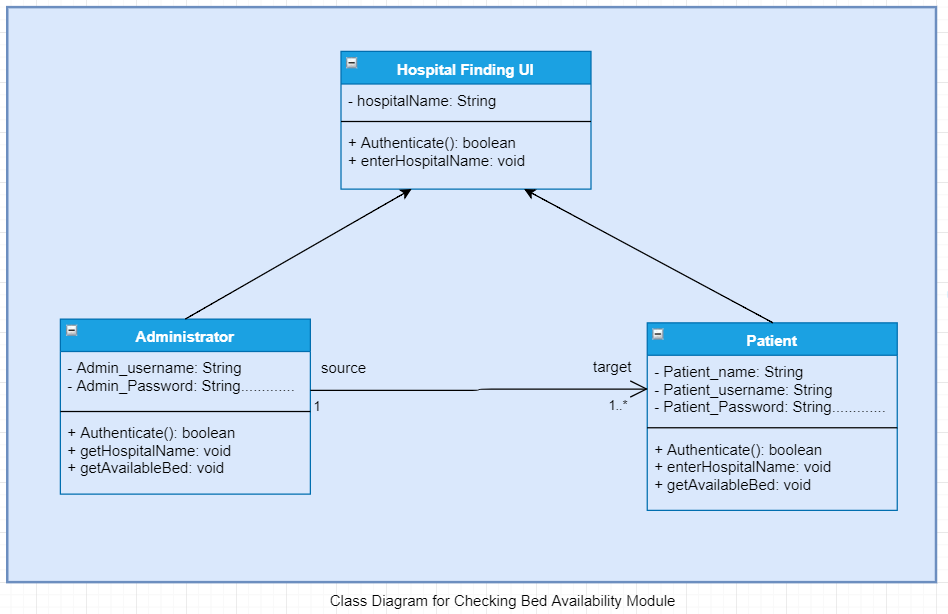 Hospital Finding UI
- hospitalName: String
+ Authenticate(): boolean
+ enterHospitalName: void
Administrator
- Admin_username: String
- Admin_Password: String.............
+ Authenticate(): boolean
+ getHospitalName: void
+ getAvailableBed: void
source
1
target
1..*
Patient
- Patient_name: String
- Patient_username: String
- Patient_Password: String.............
+ Authenticate(): boolean
+ enterHospitalName: void
+ getAvailableBed: void
Class Diagram for Checking Bed Availability Module